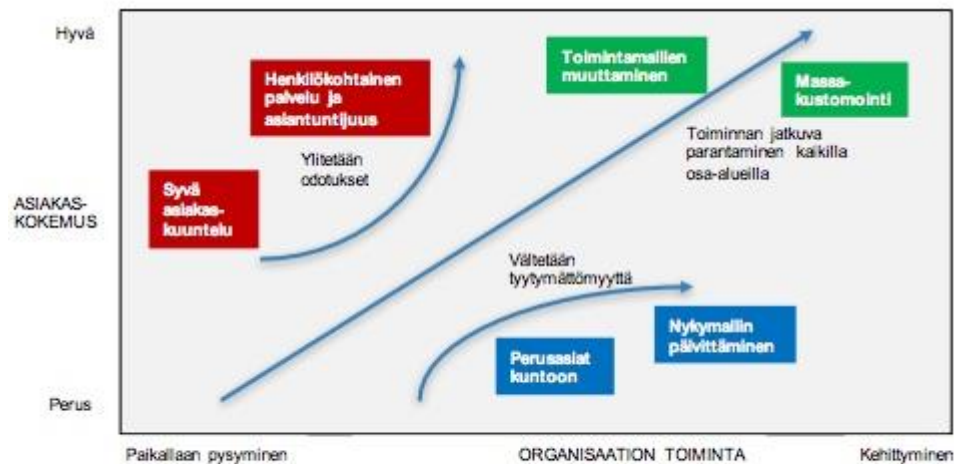 Hyvä
Henkilökohtainen
palvelu ja
asiantuntijuus
Toimintamallien
muuttaminen
Massa-
kustomointi
Ylitetään
odotukset
Toiminnan jatkuva
parantaminen kaikilla
osa-alueilla
Syvä
asiakas-
kuuntelu
ASIAKAS-
KOKEMUS
Vältetään
tyytymättömyyttä
Nykymallin
päivittäminen
Perusasiat
kuntoon
Perus
Paikallaan pysyminen
ORGANISAATION TOIMINTA
Kehittyminen